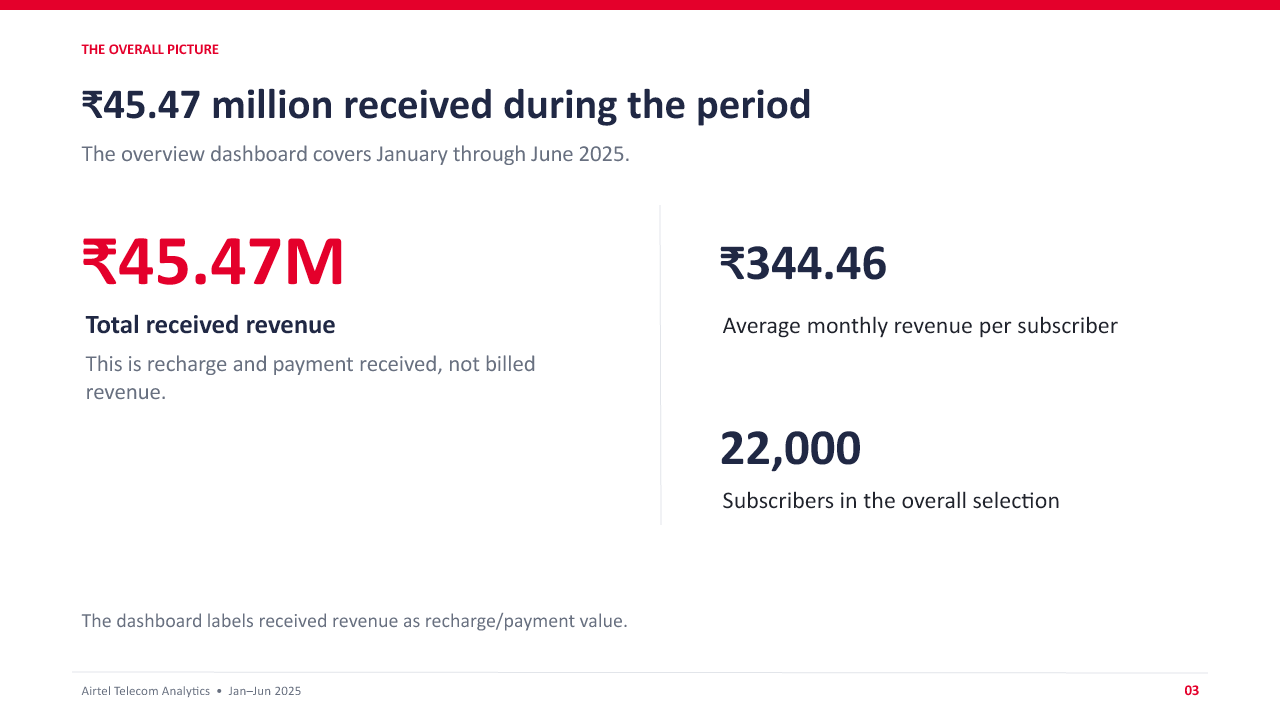 THE OVERALL PICTURE
₹45.47 million received during the period
The overview dashboard covers January through June 2025.
₹45.47M
Total received revenue
This is recharge and payment received, not billed
revenue.
₹344.46
Average monthly revenue per subscriber
22,000
Subscribers in the overall selection
The dashboard labels received revenue as recharge/payment value.
Airtel Telecom Analytics • Jan–Jun 2025
03